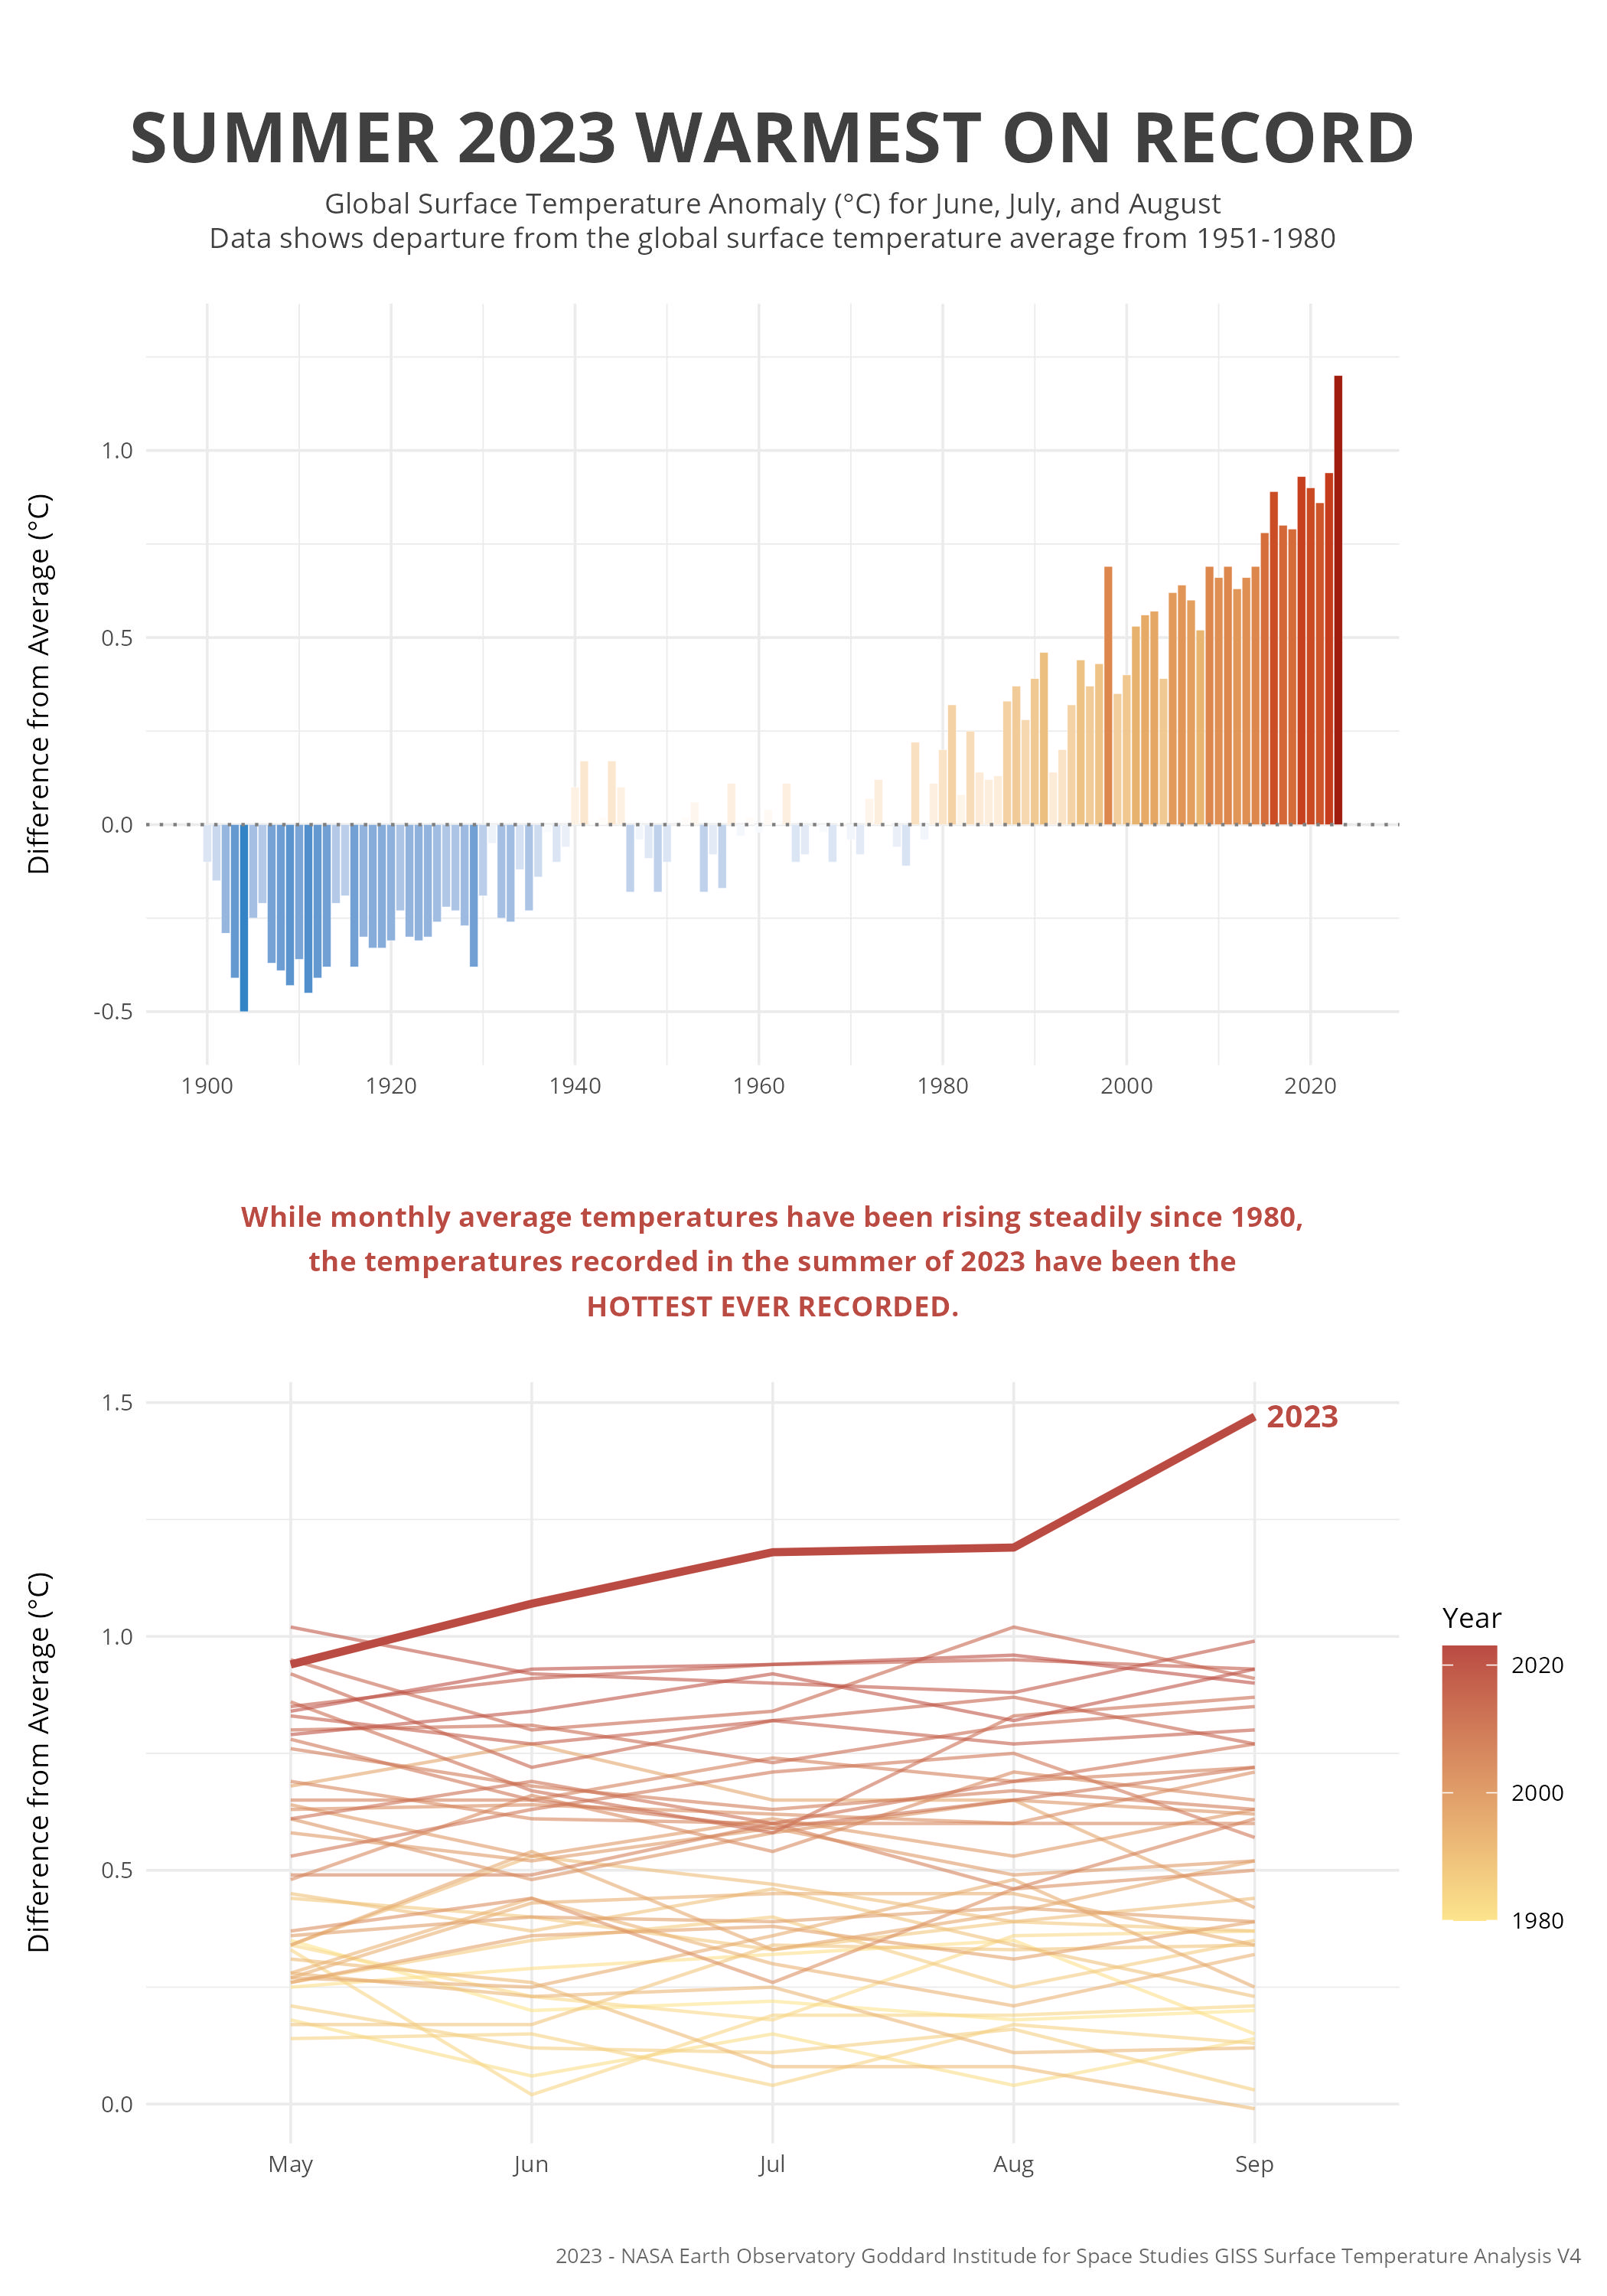 SUMMER 2023 WARMEST ON RECORD
Global Surface Temperature Anomaly (°C) for June, July, and August
Data shows departure from the global surface temperature average from 1951-1980
Difference from Average (°C)
1.0
0.5
0.0
-0.5
1900 1920 1940 1960 1980 2000 2020
While monthly average temperatures have been rising steadily since 1980,
the temperatures recorded in the summer of 2023 have been the
HOTTEST EVER RECORDED.
Difference from Average (°C)
1.5
1.0
0.5
0.0
2023
May Jun Jul Aug Sep
Year
2020
2000
1980
2023 - NASA Earth Observatory Goddard Institude for Space Studies GISS Surface Temperature Analysis V4